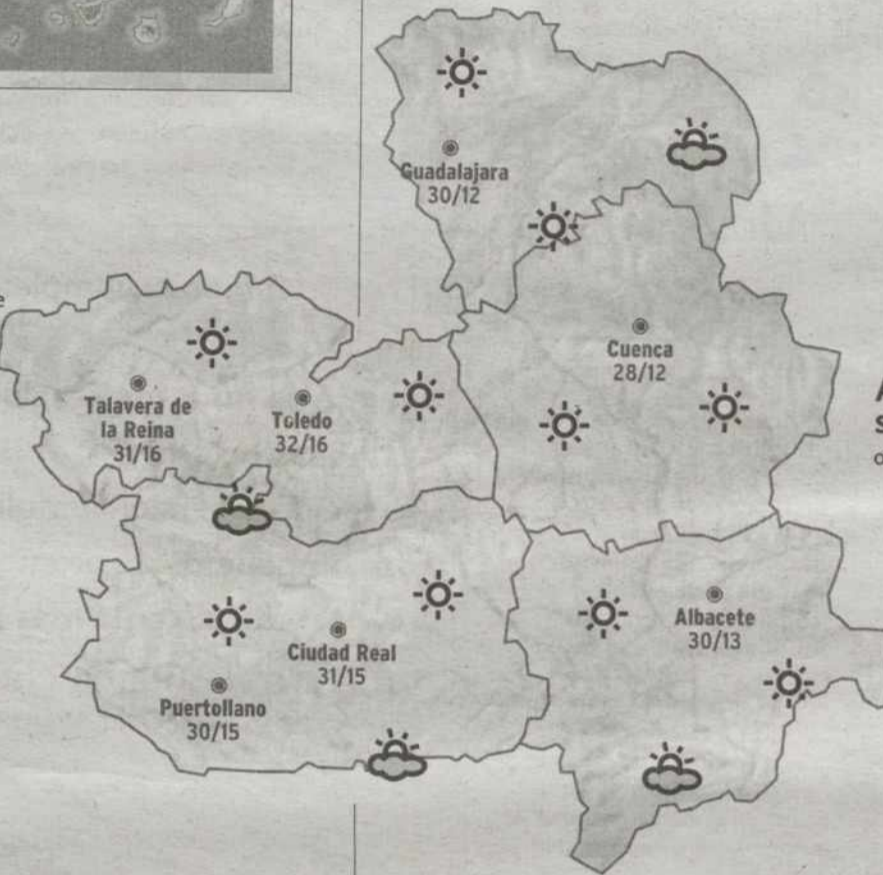 Guadalajara
30/12
Cuenca
28/12
Talavera de
la Reina
31/16
Toledo
32/16
Albacete
30/13
Ciudad Real
31/15
Puertollano
30/15